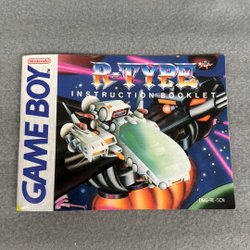 Nintendo
GAME BOY
R-TYPE
INSTRUCTION BOOKLET
DMG-RE-SCN